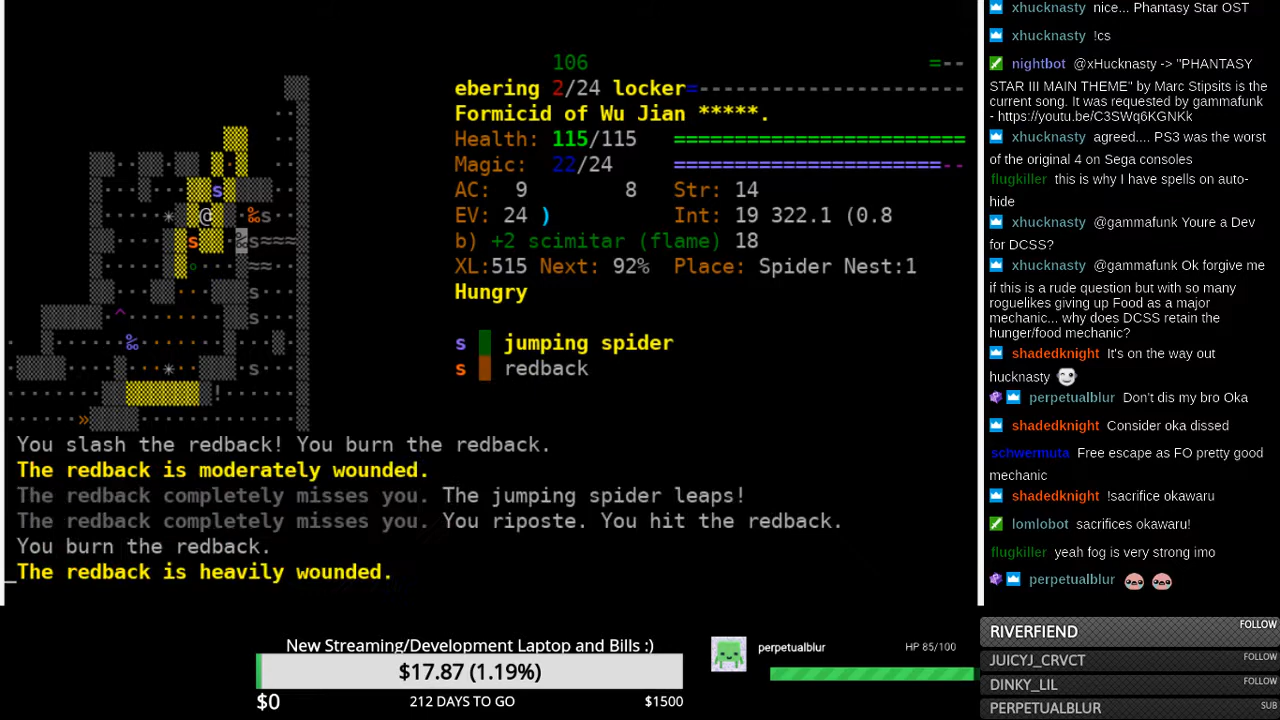 106 =--
ebering 2/24 locker=----------------------
Formicid of Wu Jian *****.
Health: 115/115 ========================
Magic: 22/24 ======================--
AC: 9 8 Str: 14
EV: 24 ) Int: 19 322.1 (0.8
b) +2 scimitar (flame) 18
XL:515 Next: 92% Place: Spider Nest:1
Hungry
s jumping spider
s redback
You slash the redback! You burn the redback.
The redback is moderately wounded.
The redback completely misses you. The jumping spider leaps!
The redback completely misses you. You riposte. You hit the redback.
You burn the redback.
_The redback is heavily wounded.
xhucknasty nice... Phantasy Star OST
xhucknasty !cs
nightbot @xHucknasty -> "PHANTASY
STAR III MAIN THEME" by Marc Stipsits is the
current song. It was requested by gammafunk
- https://youtu.be/C3SWq6KGNKk
xhucknasty agreed.... PS3 was the worst
of the original 4 on Sega consoles
flugkiller this is why I have spells on auto-
hide
xhucknasty @gammafunk Youre a Dev
for DCSS?
xhucknasty @gammafunk Ok forgive me
if this is a rude question but with so many
roguelikes giving up Food as a major
mechanic... why does DCSS retain the
hunger/food mechanic?
shadedknight It's on the way out
hucknasty
perpetualblur Don't dis my bro Oka
shadedknight Consider oka dissed
schwermuta Free escape as FO pretty good
mechanic
shadedknight !sacrifice okawaru
lomlobot sacrifices okawaru!
flugkiller yeah fog is very strong imo
perpetualblur
New Streaming/Development Laptop and Bills :)
$17.87 (1.19%)
$0 212 DAYS TO GO $1500
perpetualblur HP 85/100
RIVERFIEND FOLLOW
JUICYJ_CRVCT FOLLOW
DINKY_LIL FOLLOW
PERPETUALBLUR SUB